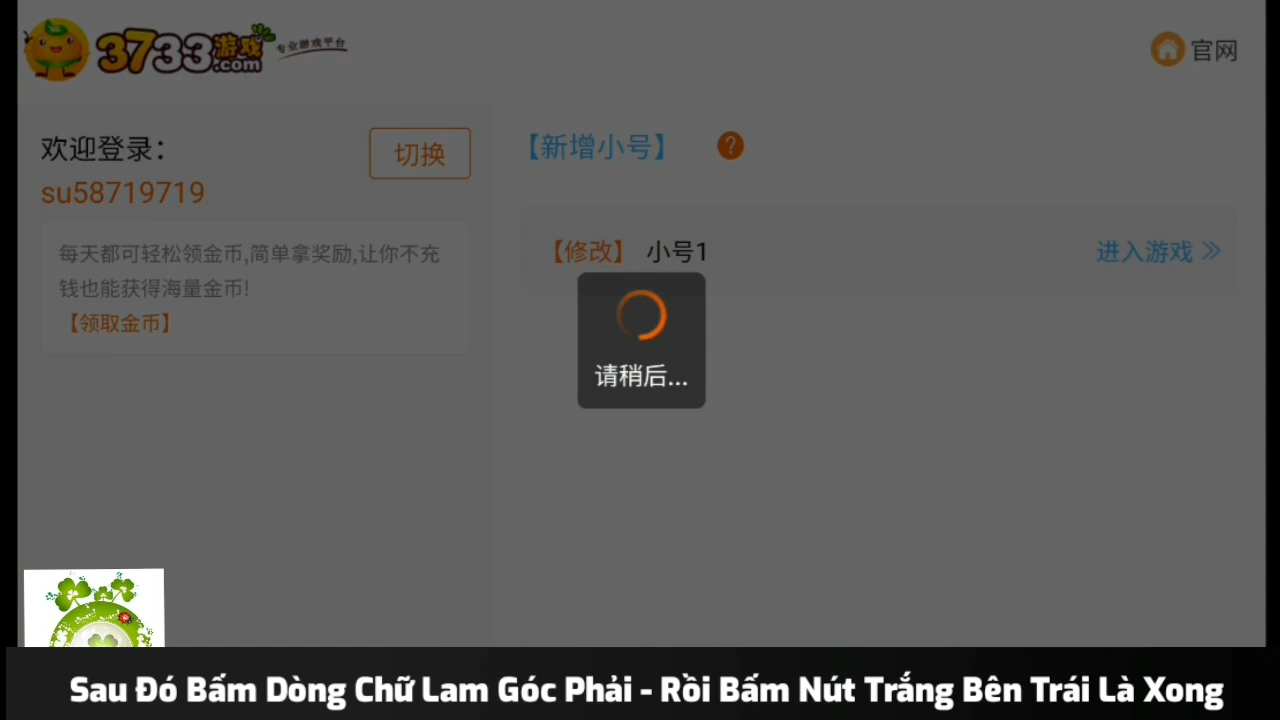 3733游戏
.com
专业游戏平台
官网
欢迎登录：
切换
su58719719
每天都可轻松领金币,简单拿奖励,让你不充
钱也能获得海量金币!
【领取金币】
【新增小号】 ?
【修改】 小号1
进入游戏
请稍后...
Sau Đó Bấm Dòng Chữ Lam Góc Phải - Rồi Bấm Nút Trắng Bên Trái Là Xong